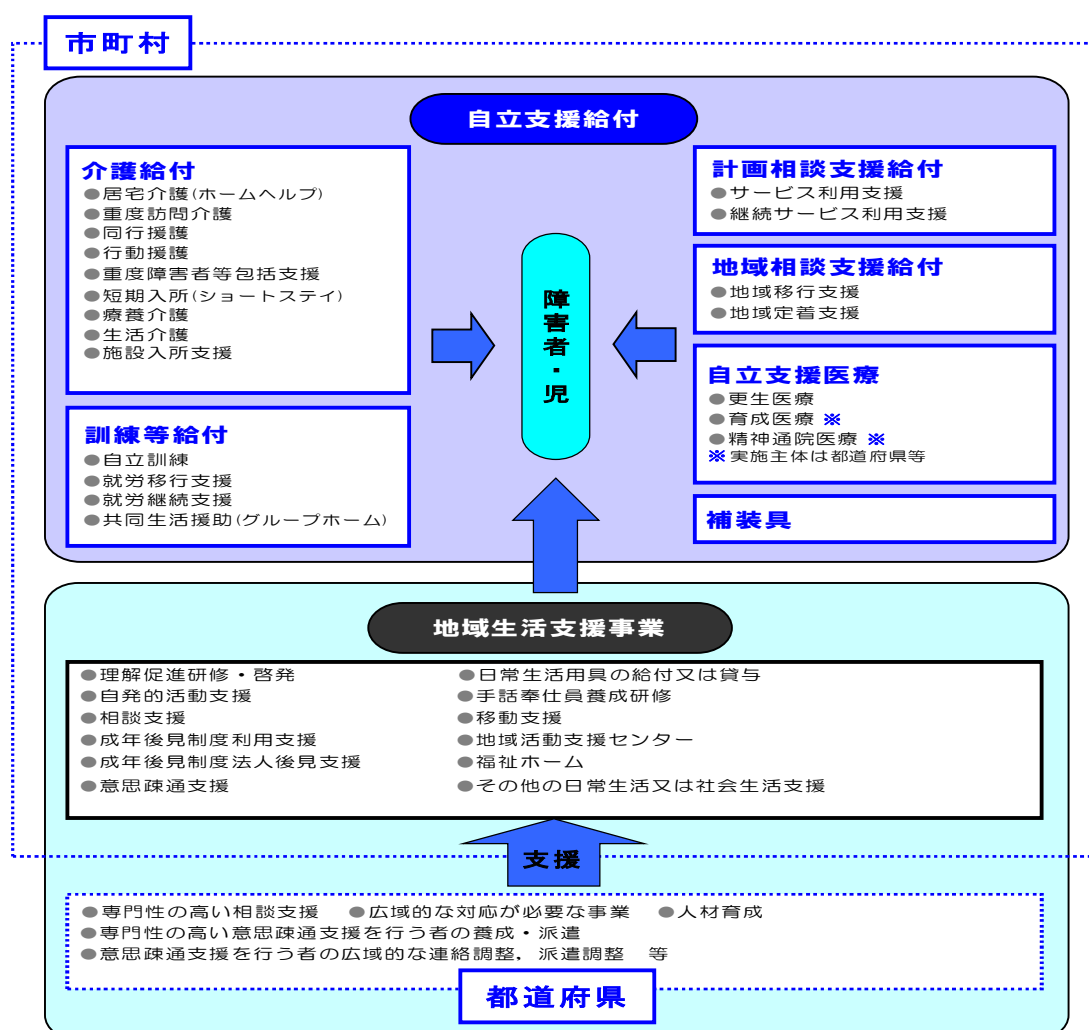 市町村
自立支援給付
介護給付
●居宅介護(ホームヘルプ)
●重度訪問介護
●同行援護
●行動援護
●重度障害者等包括支援
●短期入所(ショートステイ)
●療養介護
●生活介護
●施設入所支援
訓練等給付
●自立訓練
●就労移行支援
●就労継続支援
●共同生活援助(グループホーム)
障害者・児
計画相談支援給付
●サービス利用支援
●継続サービス利用支援
地域相談支援給付
●地域移行支援
●地域定着支援
自立支援医療
●更生医療
●育成医療 ※
●精神通院医療 ※
※実施主体は都道府県等
補装具
地域生活支援事業
●理解促進研修・啓発
●自発的活動支援
●相談支援
●成年後見制度利用支援
●成年後見制度法人後見支援
●意思疎通支援
●日常生活用具の給付又は貸与
●手話奉仕員養成研修
●移動支援
●地域活動支援センター
●福祉ホーム
●その他の日常生活又は社会生活支援
支援
●専門性の高い相談支援 ●広域的な対応が必要な事業 ●人材育成
●専門性の高い意思疎通支援を行う者の養成・派遣
●意思疎通支援を行う者の広域的な連絡調整，派遣調整 等
都道府県